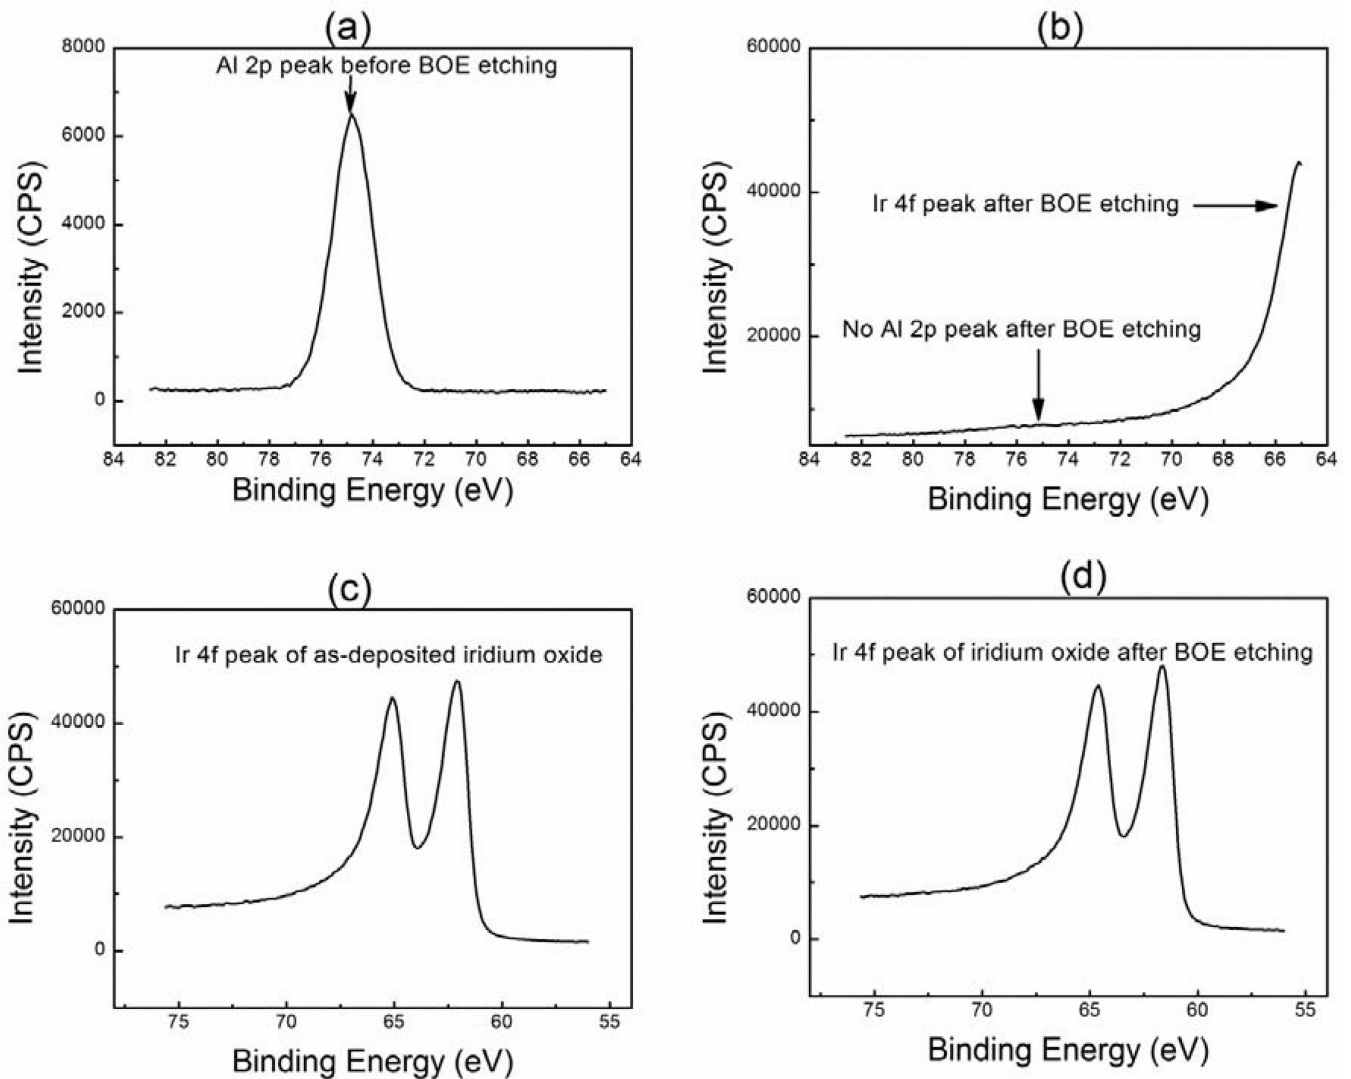 (a)
8000
6000
4000
2000
0
Intensity (CPS)
Al 2p peak before BOE etching
84 82 80 78 76 74 72 70 68 66 64
Binding Energy (eV)
(b)
60000
40000
20000
Intensity (CPS)
Ir 4f peak after BOE etching
No Al 2p peak after BOE etching
84 82 80 78 76 74 72 70 68 66 64
Binding Energy (eV)
(c)
60000
40000
20000
0
Intensity (CPS)
Ir 4f peak of as-deposited iridium oxide
75 70 65 60 55
Binding Energy (eV)
(d)
60000
40000
20000
0
Intensity (CPS)
Ir 4f peak of iridium oxide after BOE etching
75 70 65 60 55
Binding Energy (eV)